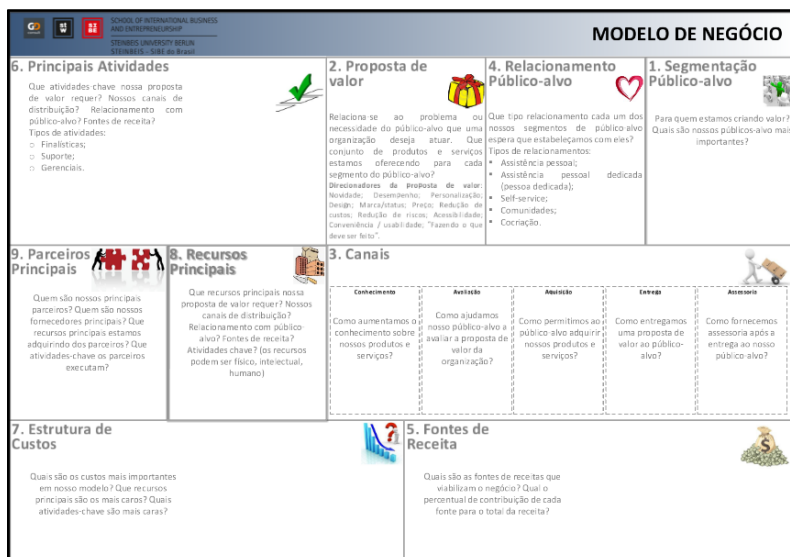 GD
stw
SIBE
SCHOOL OF INTERNATIONAL BUSINESS
AND ENTREPRENEURSHIP
STEINBEIS UNIVERSITY BERLIN
STEINBEIS - SIBE do Brasil
MODELO DE NEGÓCIO
6. Principais Atividades
Que atividades chave nossa proposta
de valor requer? Nossos canais de
distribuição? Relacionamento com
público-alvo? Fontes de receita?
Tipos de atividades:
o Finalísticas;
o Suporte;
o Gerenciais.
2. Proposta de
valor
Relaciona-se ao problema ou
necessidade do público-alvo que uma
organização deseja atuar. Que
conjunto de produtos e serviços
estamos oferecendo para cada
segmento do público-alvo?
Direcionadores da proposta de valor:
Novidade, Desempenho; Personalização;
Design; Marca/status; Preço; Redução de
custos; Redução de riscos; Acessibilidade;
Conveniência / usabilidade; "Fazendo o que
deve ser feito".
4. Relacionamento
Público-alvo
Que tipo relacionamento cada um dos
nossos segmentos de público-alvo
espera que estabeleçamos com eles?
Tipos de relacionamentos:
▪ Assistência pessoal;
▪ Assistência pessoal dedicada
(pessoa dedicada);
▪ Self-service;
▪ Comunidades;
▪ Cocriação.
1. Segmentação
Público-alvo
Para quem estamos criando valor?
Quais são nossos públicos-alvo mais
importantes?
9. Parceiros
Principais
Quem são nossos principais
parceiros? Quem são nossos
fornecedores principais? Que
recursos principais estamos
adquirindo dos parceiros? Que
atividades-chave os parceiros
executam?
8. Recursos
Principais
Que recursos principais nossa
proposta de valor requer? Nossos
canais de distribuição?
Relacionamento com público-
alvo? Fontes de receita?
Atividades chave? (os recursos
podem ser físico, intelectual,
humano)
3. Canais
Conhecimento
Como aumentamos o
conhecimento sobre
nossos produtos e
serviços?
Avaliação
Como ajudamos
nosso público-alvo a
avaliar a proposta de
valor da
organização?
Aquisição
Como permitimos ao
público-alvo adquirir
nossos produtos e
serviços?
Entrega
Como entregamos
uma proposta de
valor ao público-
alvo?
Assessoria
Como fornecemos
assessoria após a
entrega ao nosso
público-alvo?
7. Estrutura de
Custos
Quais são os custos mais importantes
em nosso modelo? Que recursos
principais são os mais caros? Quais
atividades-chave são mais caras?
5. Fontes de
Receita
Quais são as fontes de receitas que
viabilizam o negócio? Qual o
percentual de contribuição de cada
fonte para o total da receita?